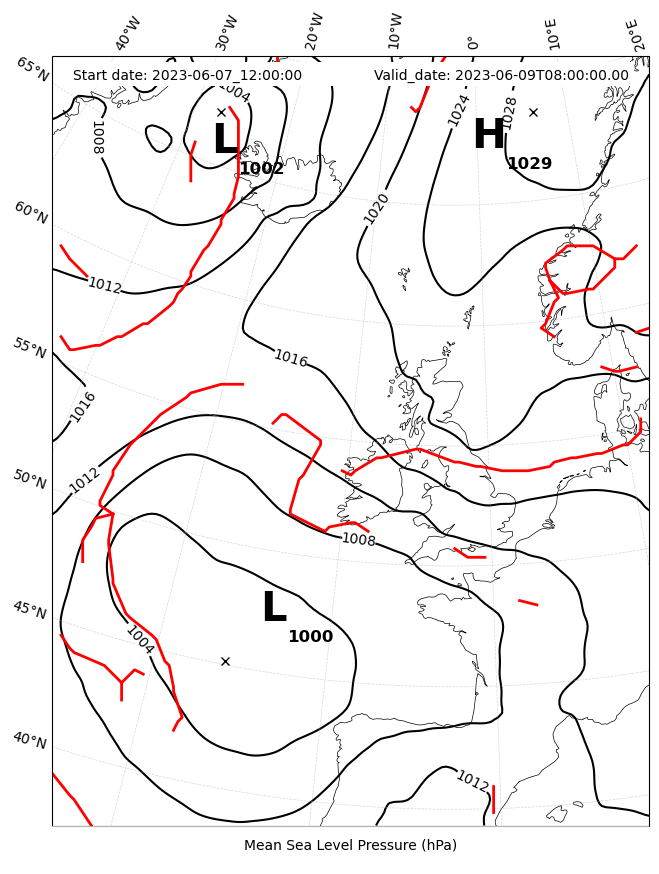 40°W 30°W 20°W 10°W 0° 10°E 20°E
65°N
Start date: 2023-06-07_12:00:00 Valid_date: 2023-06-09T08:00:00.00
1004
1024
1028
1008
L
1002
H
1029
1020
60°N
1012
55°N
1016
1016
50°N
1012
1008
L
1000
45°N
1004
40°N
1012
Mean Sea Level Pressure (hPa)